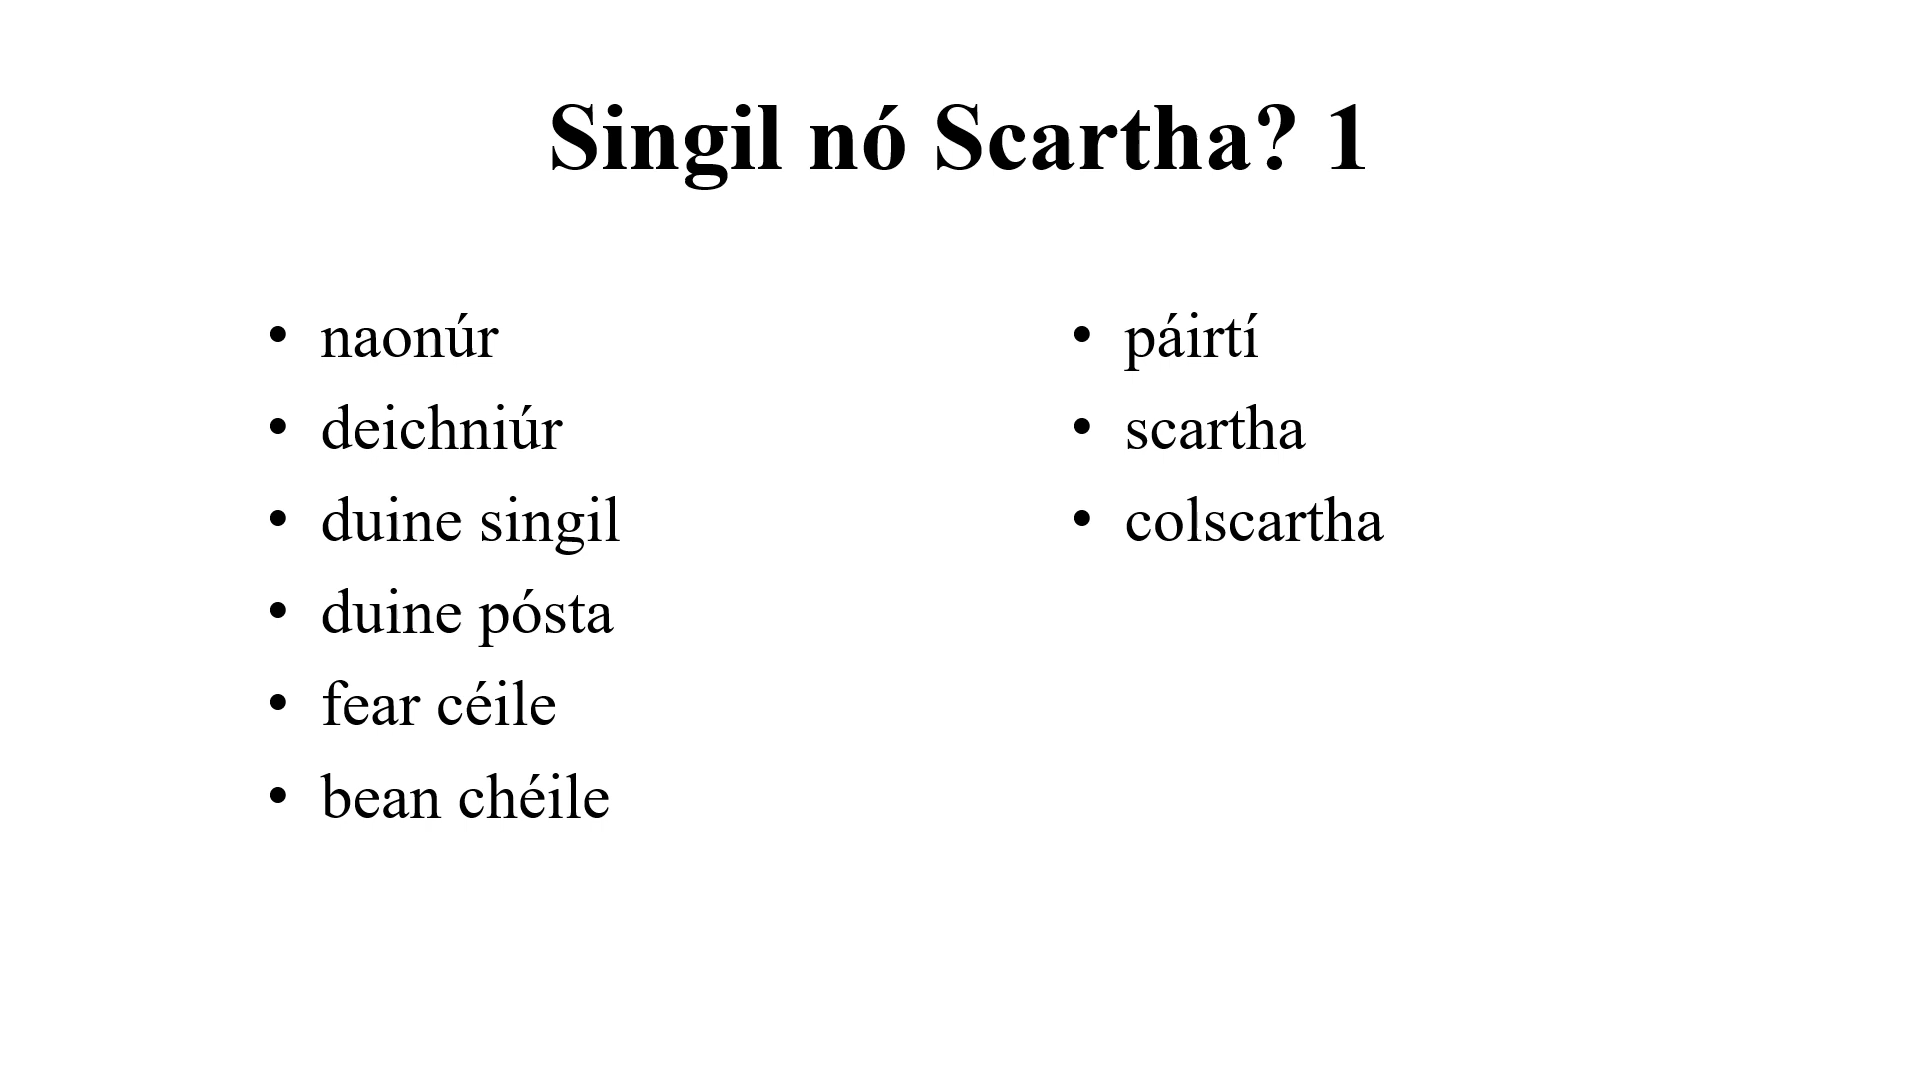 Singil nó Scartha? 1
• naonúr
• deichniúr
• duine singil
• duine pósta
• fear céile
• bean chéile
• páirtí
• scartha
• colscartha